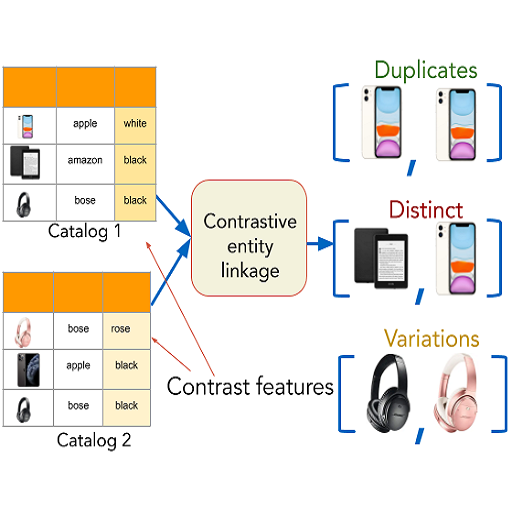 Duplicates
apple white
amazon black
bose black
Catalog 1
Contrastive
entity
linkage
Distinct
bose rose
apple black
bose black
Catalog 2
Contrast features
Variations